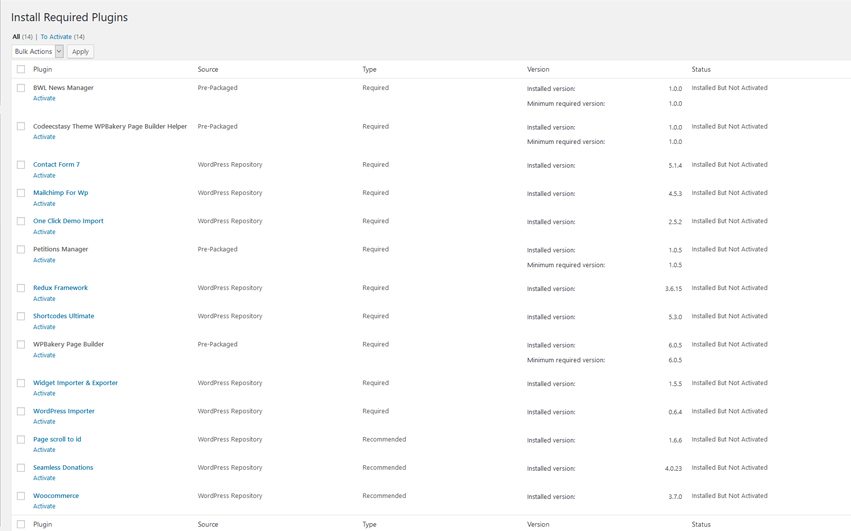 Install Required Plugins
All (14) | To Activate (14)
Bulk Actions Apply
Plugin Source Type Version Status
BWL News Manager Pre-Packaged Required Installed version: 1.0.0 Installed But Not Activated
Activate Minimum required version: 1.0.0
Codeecstasy Theme WPBakery Page Builder Helper Pre-Packaged Required Installed version: 1.0.0 Installed But Not Activated
Activate Minimum required version: 1.0.0
Contact Form 7 WordPress Repository Required Installed version: 5.1.4 Installed But Not Activated
Activate
Mailchimp For Wp WordPress Repository Required Installed version: 4.5.3 Installed But Not Activated
Activate
One Click Demo Import WordPress Repository Required Installed version: 2.5.2 Installed But Not Activated
Activate
Petitions Manager Pre-Packaged Required Installed version: 1.0.5 Installed But Not Activated
Activate Minimum required version: 1.0.5
Redux Framework WordPress Repository Required Installed version: 3.6.15 Installed But Not Activated
Activate
Shortcodes Ultimate WordPress Repository Required Installed version: 5.3.0 Installed But Not Activated
Activate
WPBakery Page Builder Pre-Packaged Required Installed version: 6.0.5 Installed But Not Activated
Activate Minimum required version: 6.0.5
Widget Importer & Exporter WordPress Repository Required Installed version: 1.5.5 Installed But Not Activated
Activate
WordPress Importer WordPress Repository Required Installed version: 0.6.4 Installed But Not Activated
Activate
Page scroll to id WordPress Repository Recommended Installed version: 1.6.6 Installed But Not Activated
Activate
Seamless Donations WordPress Repository Recommended Installed version: 4.0.23 Installed But Not Activated
Activate
Woocommerce WordPress Repository Recommended Installed version: 3.7.0 Installed But Not Activated
Activate
Plugin Source Type Version Status